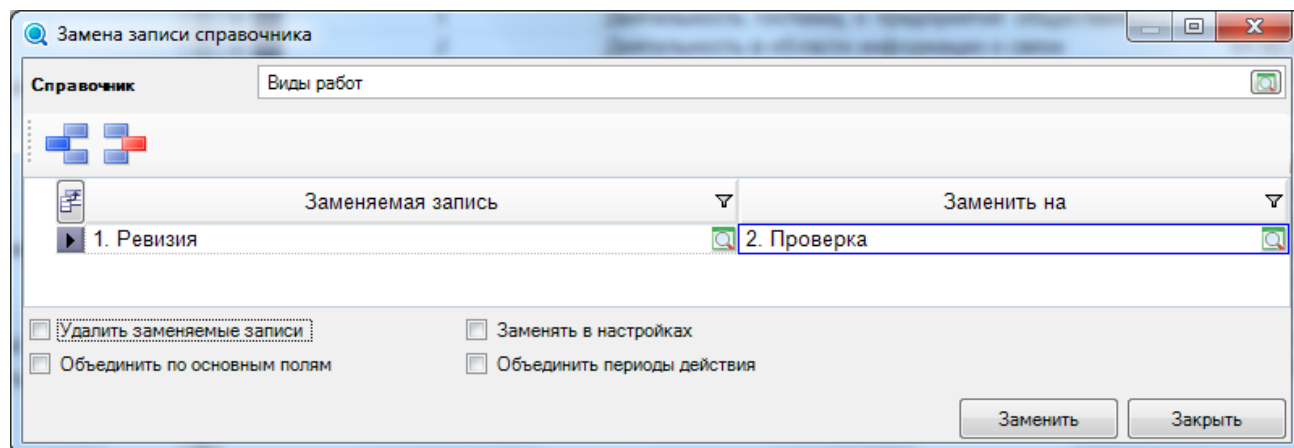 Замена записи справочника
Справочник Виды работ
Заменяемая запись Заменить на
1. Ревизия 2. Проверка
Удалить заменяемые записи Заменять в настройках
Объединить по основным полям Объединить периоды действия
Заменить Закрыть